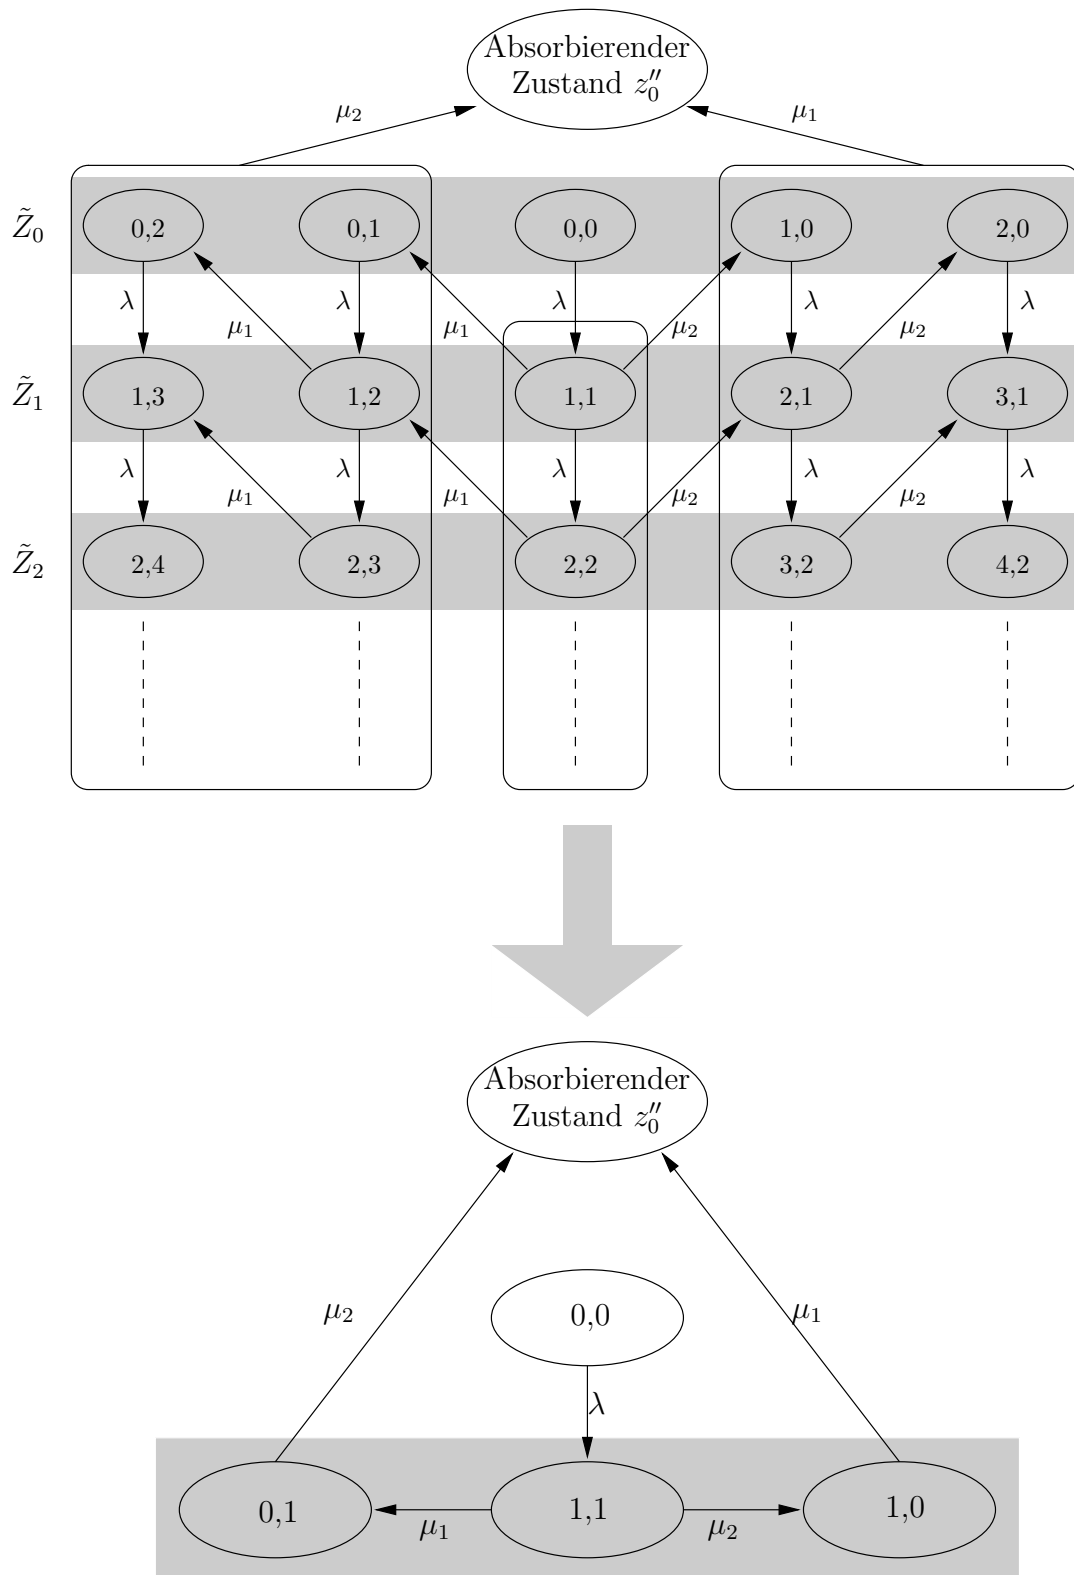 Absorbierender
Zustand z₀″
μ₂ μ₁
Z̃₀ 0,2 0,1 0,0 1,0 2,0
λ λ λ λ λ
μ₁ μ₁ μ₂ μ₂
Z̃₁ 1,3 1,2 1,1 2,1 3,1
λ λ λ λ λ
μ₁ μ₁ μ₂ μ₂
Z̃₂ 2,4 2,3 2,2 3,2 4,2
Absorbierender
Zustand z₀″
μ₂ 0,0 μ₁
λ
0,1 1,1 1,0
μ₁ μ₂